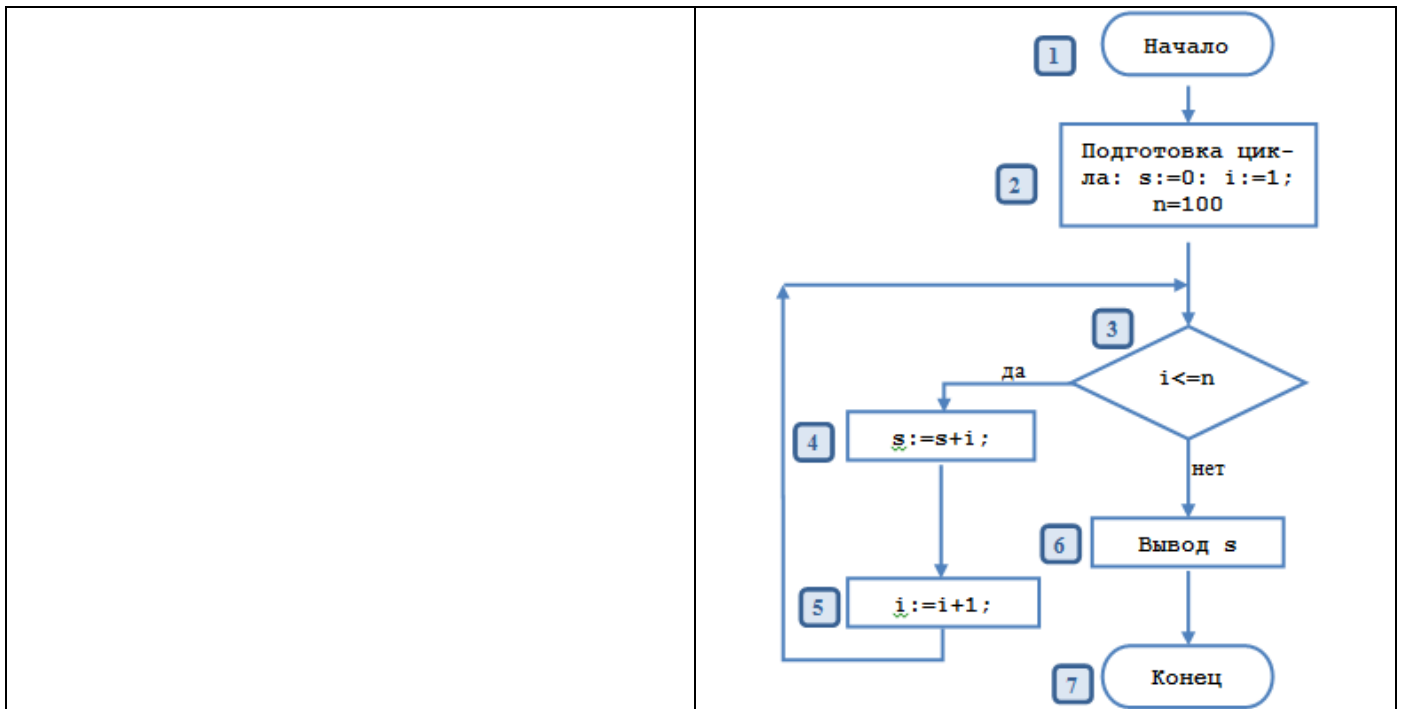 1
Начало
2
Подготовка цик-
ла: s:=0: i:=1;
n=100
3
i<=n
да
4
s:=s+i;
нет
6
Вывод s
5
i:=i+1;
7
Конец